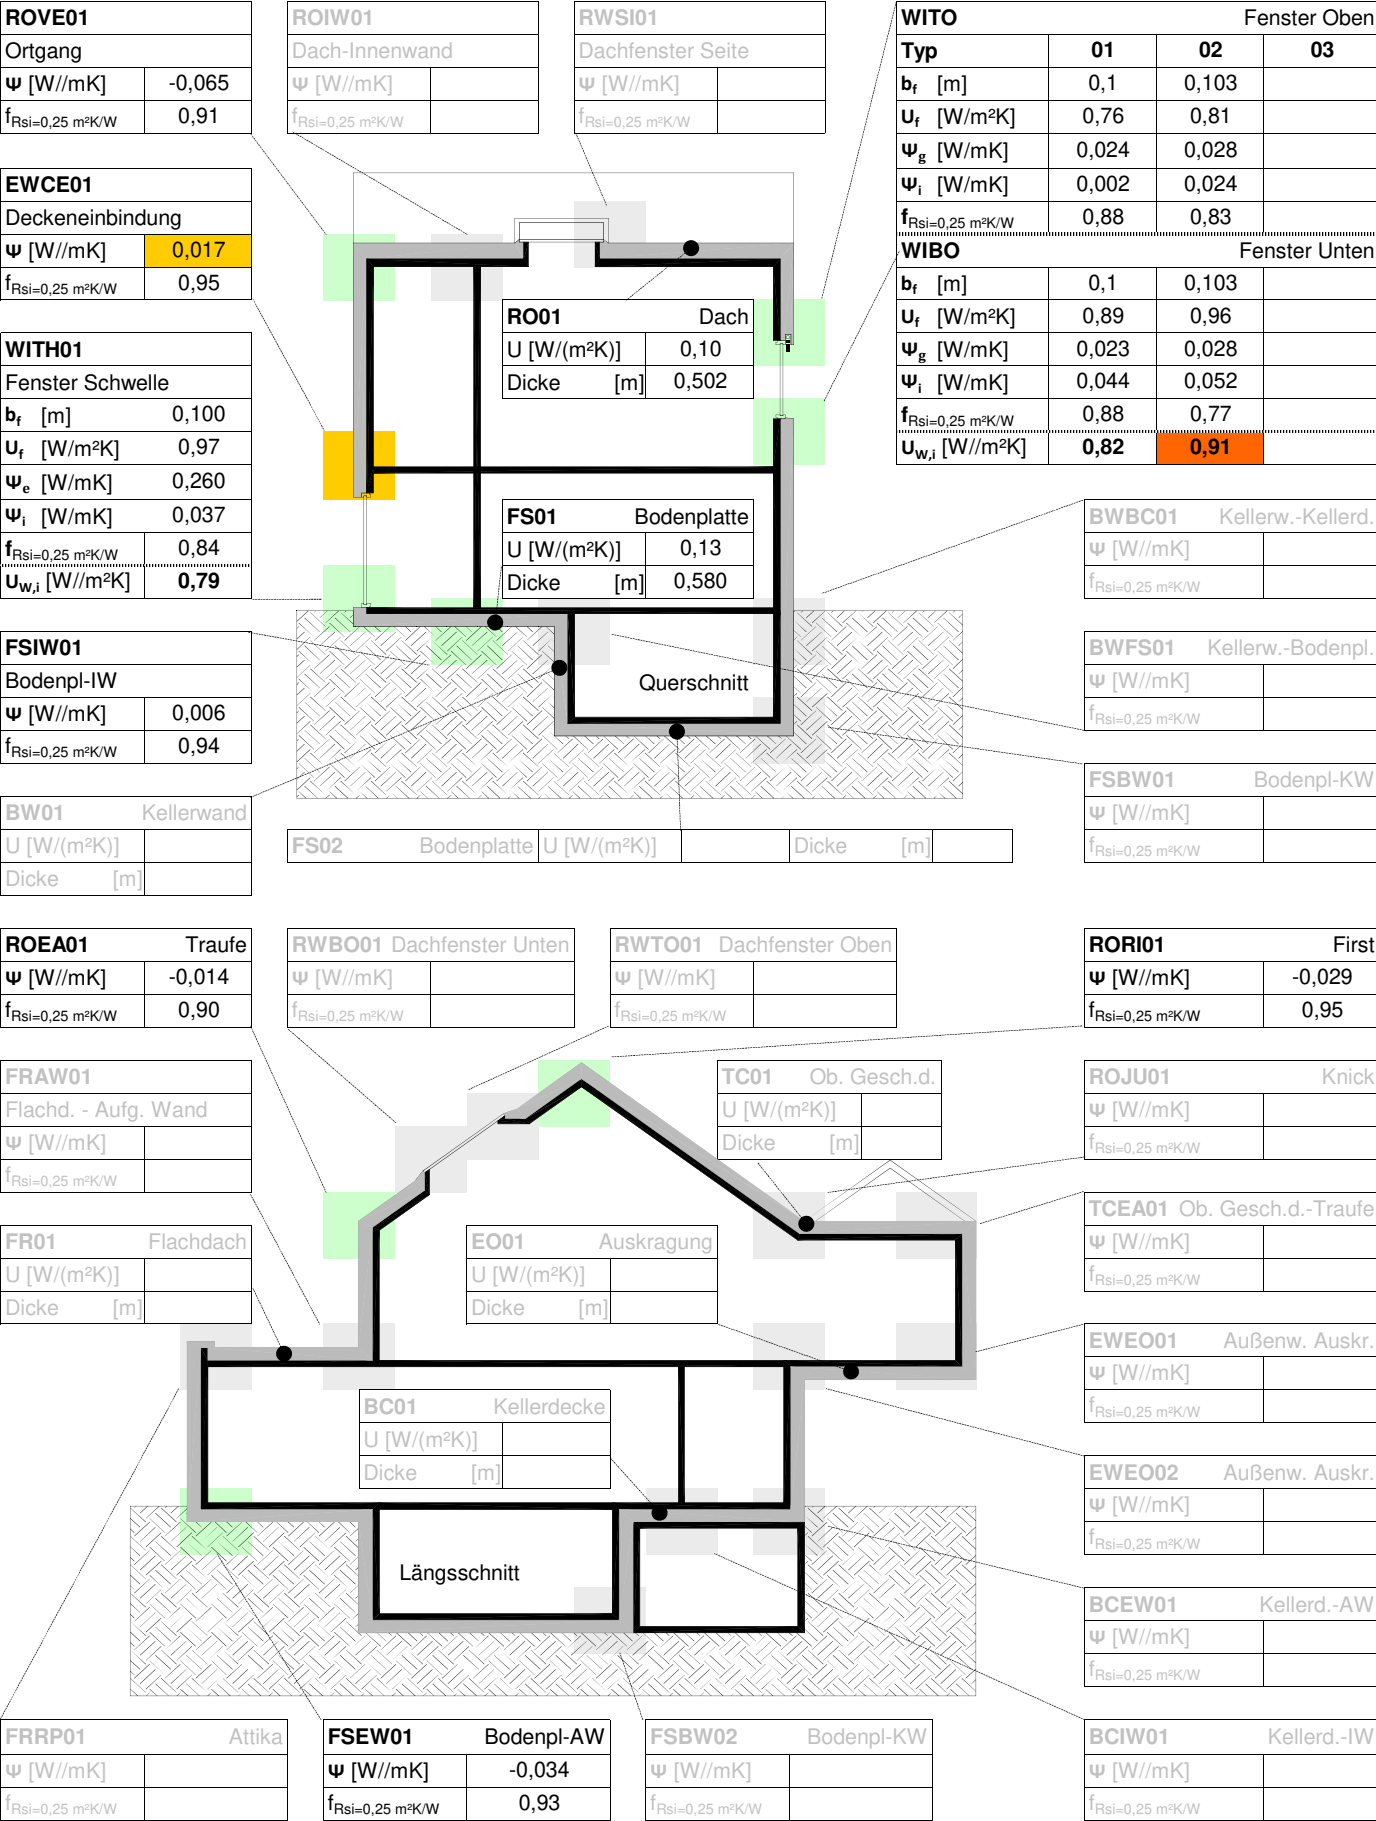 ROVE01
Ortgang
Ψ [W//mK] -0,065
fRsi=0,25 m²K/W 0,91
ROIW01
Dach-Innenwand
Ψ [W//mK]
fRsi=0,25 m²K/W
RWSI01
Dachfenster Seite
Ψ [W//mK]
fRsi=0,25 m²K/W
WITO Fenster Oben
Typ 01 02 03
bf [m] 0,1 0,103
Uf [W/m²K] 0,76 0,81
Ψg [W/mK] 0,024 0,028
Ψi [W/mK] 0,002 0,024
fRsi=0,25 m²K/W 0,88 0,83
WIBO Fenster Unten
bf [m] 0,1 0,103
Uf [W/m²K] 0,89 0,96
Ψg [W/mK] 0,023 0,028
Ψi [W/mK] 0,044 0,052
fRsi=0,25 m²K/W 0,88 0,77
UW,i [W//m²K] 0,82 0,91
EWCE01
Deckeneinbindung
Ψ [W//mK] 0,017
fRsi=0,25 m²K/W 0,95
RO01 Dach
U [W/(m²K)] 0,10
Dicke [m] 0,502
WITH01
Fenster Schwelle
bf [m] 0,100
Uf [W/m²K] 0,97
Ψe [W/mK] 0,260
Ψi [W/mK] 0,037
fRsi=0,25 m²K/W 0,84
UW,i [W//m²K] 0,79
FS01 Bodenplatte
U [W/(m²K)] 0,13
Dicke [m] 0,580
BWBC01 Kellerw.-Kellerd.
Ψ [W//mK]
fRsi=0,25 m²K/W
FSIW01
Bodenpl-IW
Ψ [W//mK] 0,006
fRsi=0,25 m²K/W 0,94
Querschnitt
BWFS01 Kellerw.-Bodenpl.
Ψ [W//mK]
fRsi=0,25 m²K/W
FSBW01 Bodenpl-KW
Ψ [W//mK]
fRsi=0,25 m²K/W
BW01 Kellerwand
U [W/(m²K)]
Dicke [m]
FS02 Bodenplatte U [W/(m²K)] Dicke [m]
ROEA01 Traufe
Ψ [W//mK] -0,014
fRsi=0,25 m²K/W 0,90
RWBO01 Dachfenster Unten
Ψ [W//mK]
fRsi=0,25 m²K/W
RWTO01 Dachfenster Oben
Ψ [W//mK]
fRsi=0,25 m²K/W
RORI01 First
Ψ [W//mK] -0,029
fRsi=0,25 m²K/W 0,95
FRAW01
Flachd. - Aufg. Wand
Ψ [W//mK]
fRsi=0,25 m²K/W
TC01 Ob. Gesch.d.
U [W/(m²K)]
Dicke [m]
ROJU01 Knick
Ψ [W//mK]
fRsi=0,25 m²K/W
TCEA01 Ob. Gesch.d.-Traufe
Ψ [W//mK]
fRsi=0,25 m²K/W
FR01 Flachdach
U [W/(m²K)]
Dicke [m]
EO01 Auskragung
U [W/(m²K)]
Dicke [m]
EWEO01 Außenw. Auskr.
Ψ [W//mK]
fRsi=0,25 m²K/W
BC01 Kellerdecke
U [W/(m²K)]
Dicke [m]
EWEO02 Außenw. Auskr.
Ψ [W//mK]
fRsi=0,25 m²K/W
Längsschnitt
BCEW01 Kellerd.-AW
Ψ [W//mK]
fRsi=0,25 m²K/W
FRRP01 Attika
Ψ [W//mK]
fRsi=0,25 m²K/W
FSEW01 Bodenpl-AW
Ψ [W//mK] -0,034
fRsi=0,25 m²K/W 0,93
FSBW02 Bodenpl-KW
Ψ [W//mK]
fRsi=0,25 m²K/W
BCIW01 Kellerd.-IW
Ψ [W//mK]
fRsi=0,25 m²K/W